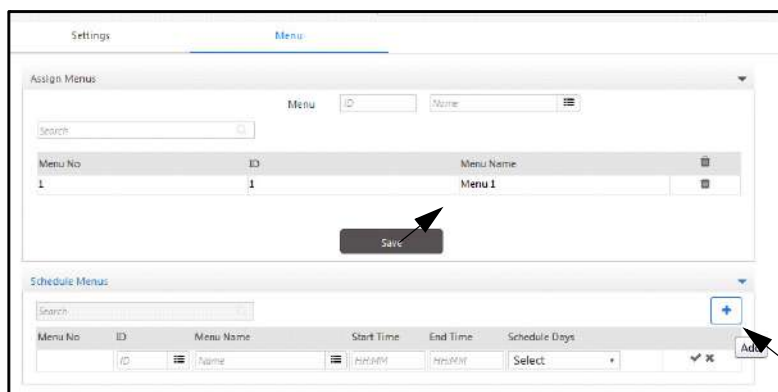 Settings Menu
Assign Menus
Menu ID Name
Search
Menu No ID Menu Name
1 1 Menu 1
Save
Schedule Menus
Search
+
Menu No ID Menu Name Start Time End Time Schedule Days
Add
ID Name HH:MM HH:MM Select